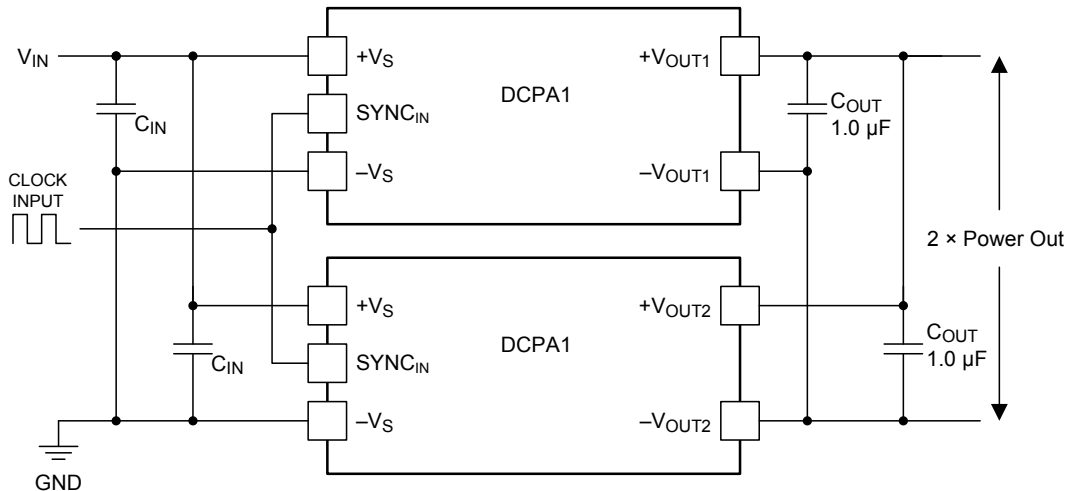 V_IN
+V_S
+V_OUT1
DCPA1
SYNC_IN
C_IN
C_OUT
1.0 µF
–V_S
–V_OUT1
CLOCK
INPUT
2 × Power Out
+V_S
+V_OUT2
DCPA1
SYNC_IN
C_IN
C_OUT
1.0 µF
–V_S
–V_OUT2
GND